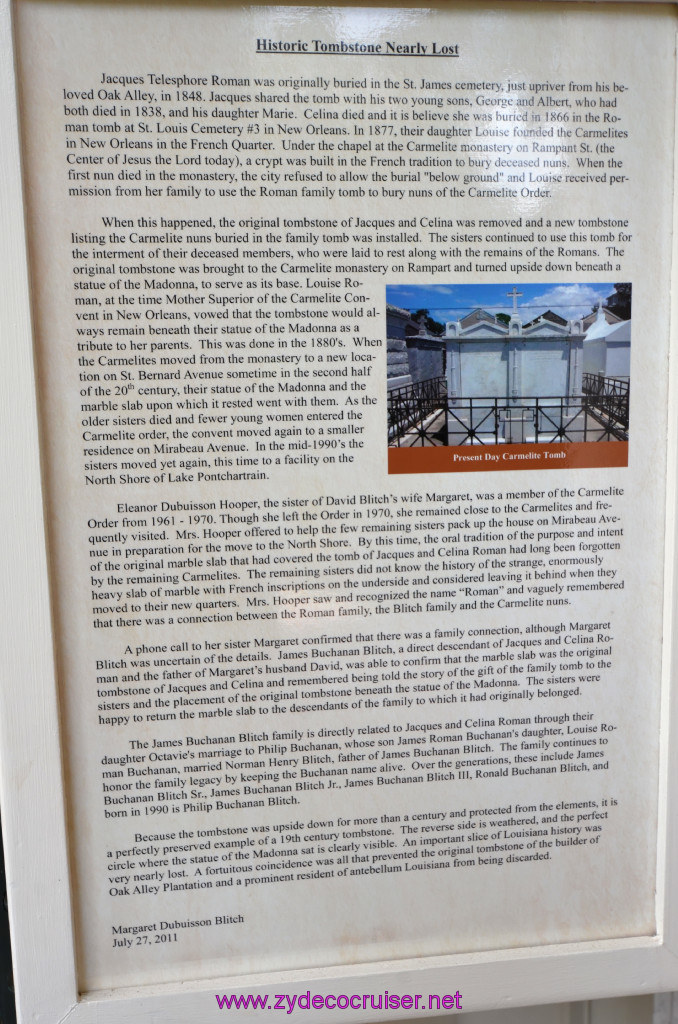 Historic Tombstone Nearly Lost
Jacques Telesphore Roman was originally buried in the St. James cemetery, just upriver from his be-
loved Oak Alley, in 1848. Jacques shared the tomb with his two young sons, George and Albert, who had
both died in 1838, and his daughter Marie. Celina died and it is believe she was buried in 1866 in the Ro-
man tomb at St. Louis Cemetery #3 in New Orleans. In 1877, their daughter Louise founded the Carmelites
in New Orleans in the French Quarter. Under the chapel at the Carmelite monastery on Rampant St. (the
Center of Jesus the Lord today), a crypt was built in the French tradition to bury deceased nuns. When the
first nun died in the monastery, the city refused to allow the burial "below ground" and Louise received per-
mission from her family to use the Roman family tomb to bury nuns of the Carmelite Order.
When this happened, the original tombstone of Jacques and Celina was removed and a new tombstone
listing the Carmelite nuns buried in the family tomb was installed. The sisters continued to use this tomb for
the interment of their deceased members, who were laid to rest along with the remains of the Romans. The
original tombstone was brought to the Carmelite monastery on Rampart and turned upside down beneath a
statue of the Madonna, to serve as its base. Louise Ro-
man, at the time Mother Superior of the Carmelite Con-
vent in New Orleans, vowed that the tombstone would al-
ways remain beneath their statue of the Madonna as a
tribute to her parents. This was done in the 1880's. When
the Carmelites moved from the monastery to a new loca-
tion on St. Bernard Avenue sometime in the second half
of the 20th century, their statue of the Madonna and the
marble slab upon which it rested went with them. As the
older sisters died and fewer young women entered the
Carmelite order, the convent moved again to a smaller
residence on Mirabeau Avenue. In the mid-1990's the
sisters moved yet again, this time to a facility on the
North Shore of Lake Pontchartrain.
Present Day Carmelite Tomb
Eleanor Dubuisson Hooper, the sister of David Blitch's wife Margaret, was a member of the Carmelite
Order from 1961 - 1970. Though she left the Order in 1970, she remained close to the Carmelites and fre-
quently visited. Mrs. Hooper offered to help the few remaining sisters pack up the house on Mirabeau Ave-
nue in preparation for the move to the North Shore. By this time, the oral tradition of the purpose and intent
of the original marble slab that had covered the tomb of Jacques and Celina Roman had long been forgotten
by the remaining Carmelites. The remaining sisters did not know the history of the strange, enormously
heavy slab of marble with French inscriptions on the underside and considered leaving it behind when they
moved to their new quarters. Mrs. Hooper saw and recognized the name "Roman" and vaguely remembered
that there was a connection between the Roman family, the Blitch family and the Carmelite nuns.
A phone call to her sister Margaret confirmed that there was a family connection, although Margaret
Blitch was uncertain of the details. James Buchanan Blitch, a direct descendant of Jacques and Celina Ro-
man and the father of Margaret's husband David, was able to confirm that the marble slab was the original
tombstone of Jacques and Celina and remembered being told the story of the gift of the family tomb to the
sisters and the placement of the original tombstone beneath the statue of the Madonna. The sisters were
happy to return the marble slab to the descendants of the family to which it had originally belonged.
The James Buchanan Blitch family is directly related to Jacques and Celina Roman through their
daughter Octavie's marriage to Philip Buchanan, whose son James Roman Buchanan's daughter, Louise Ro-
man Buchanan, married Norman Henry Blitch, father of James Buchanan Blitch. The family continues to
honor the family legacy by keeping the Buchanan name alive. Over the generations, these include James
Buchanan Blitch Sr., James Buchanan Blitch Jr., James Buchanan Blitch III, Ronald Buchanan Blitch, and
born in 1990 is Philip Buchanan Blitch.
Because the tombstone was upside down for more than a century and protected from the elements, it is
a perfectly preserved example of a 19th century tombstone. The reverse side is weathered, and the perfect
circle where the statue of the Madonna sat is clearly visible. An important slice of Louisiana history was
very nearly lost. A fortuitous coincidence was all that prevented the original tombstone of the builder of
Oak Alley Plantation and a prominent resident of antebellum Louisiana from being discarded.
Margaret Dubuisson Blitch
July 27, 2011
www.zydecocruiser.net